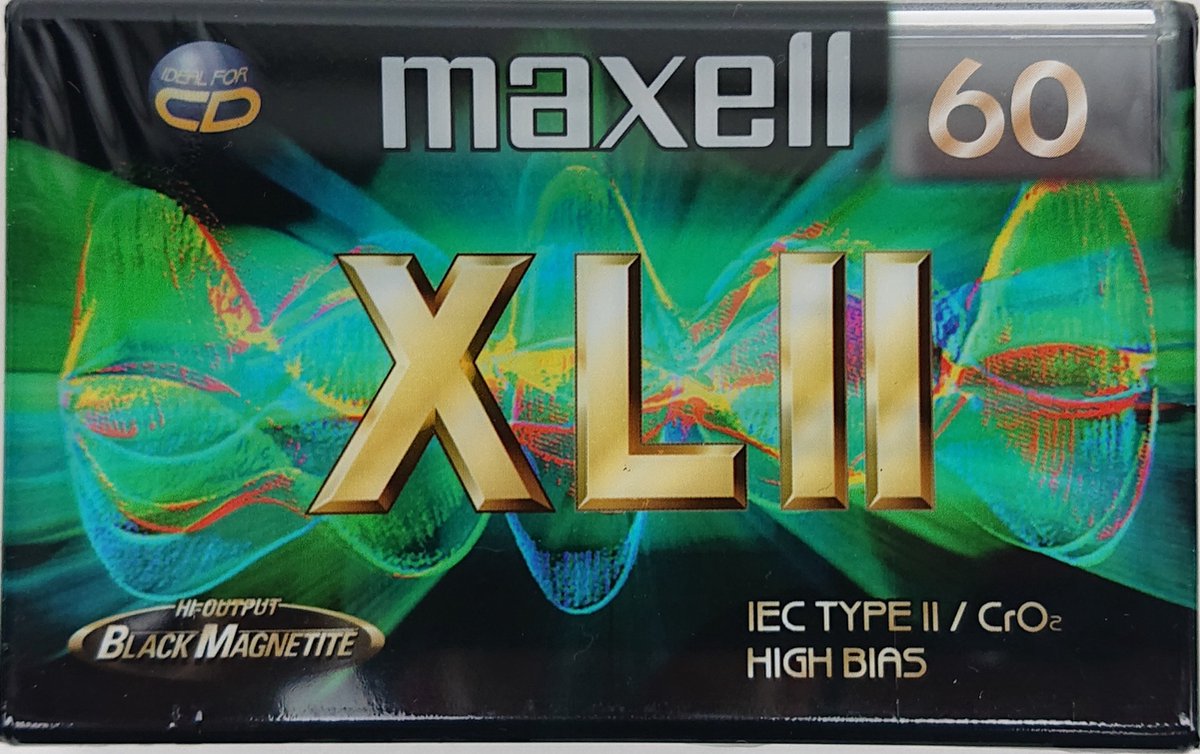 IDEAL FOR
CD
maxell
60
XLII
HI-OUTPUT
BLACK MAGNETITE
IEC TYPE II / CrO₂
HIGH BIAS